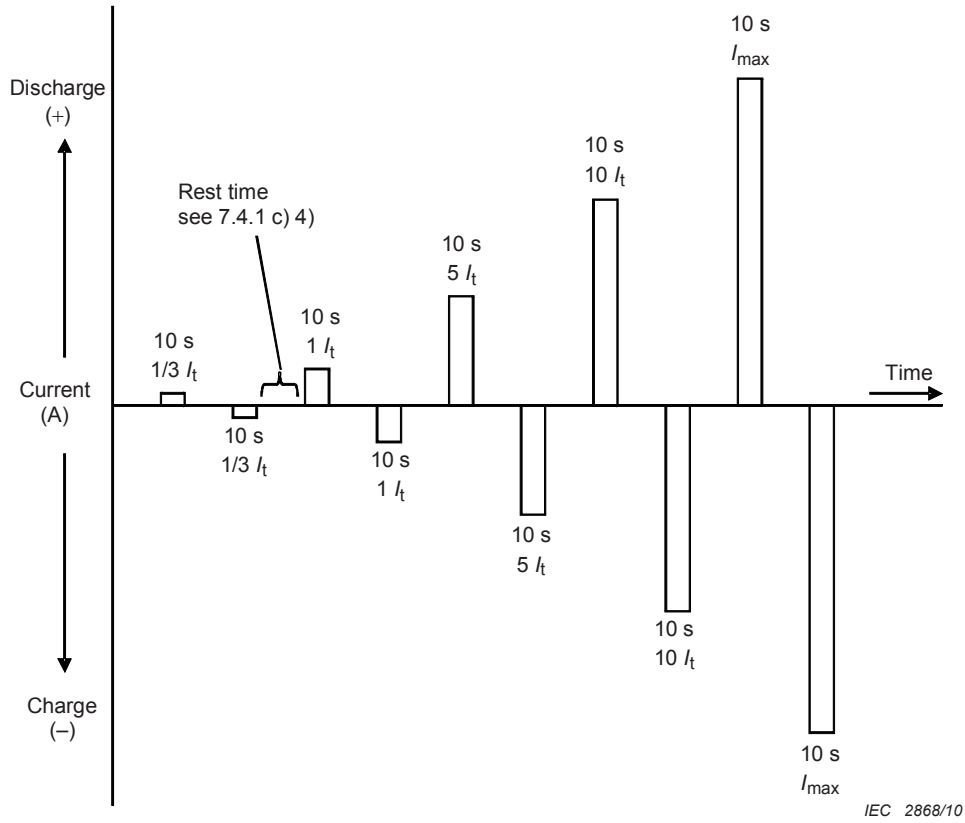 Discharge
(+)
Current
(A)
Charge
(–)
10 s
1/3 It
10 s
1/3 It
Rest time
see 7.4.1 c) 4)
10 s
1 It
10 s
1 It
10 s
5 It
10 s
5 It
10 s
10 It
10 s
10 It
10 s
Imax
10 s
Imax
Time
IEC 2868/10